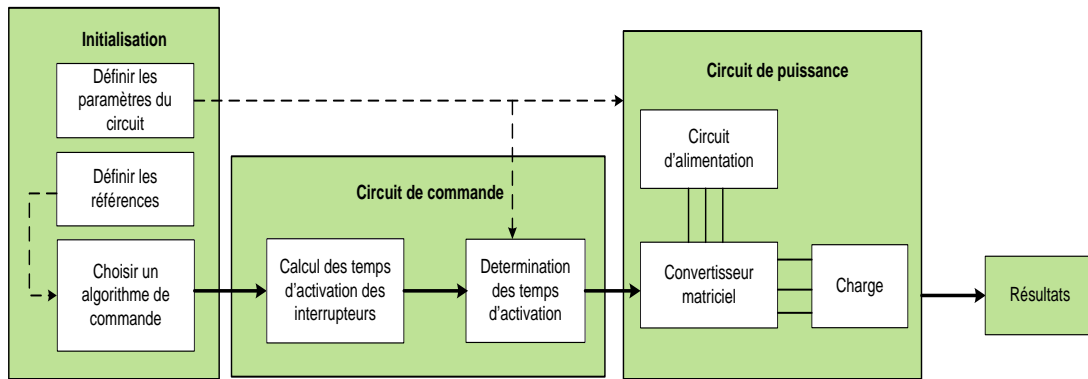 Initialisation
Définir les
paramètres du
circuit
Définir les
références
Choisir un
algorithme de
commande
Circuit de commande
Calcul des temps
d'activation des
interrupteurs
Determination
des temps
d'activation
Circuit de puissance
Circuit
d'alimentation
Convertisseur
matriciel
Charge
Résultats